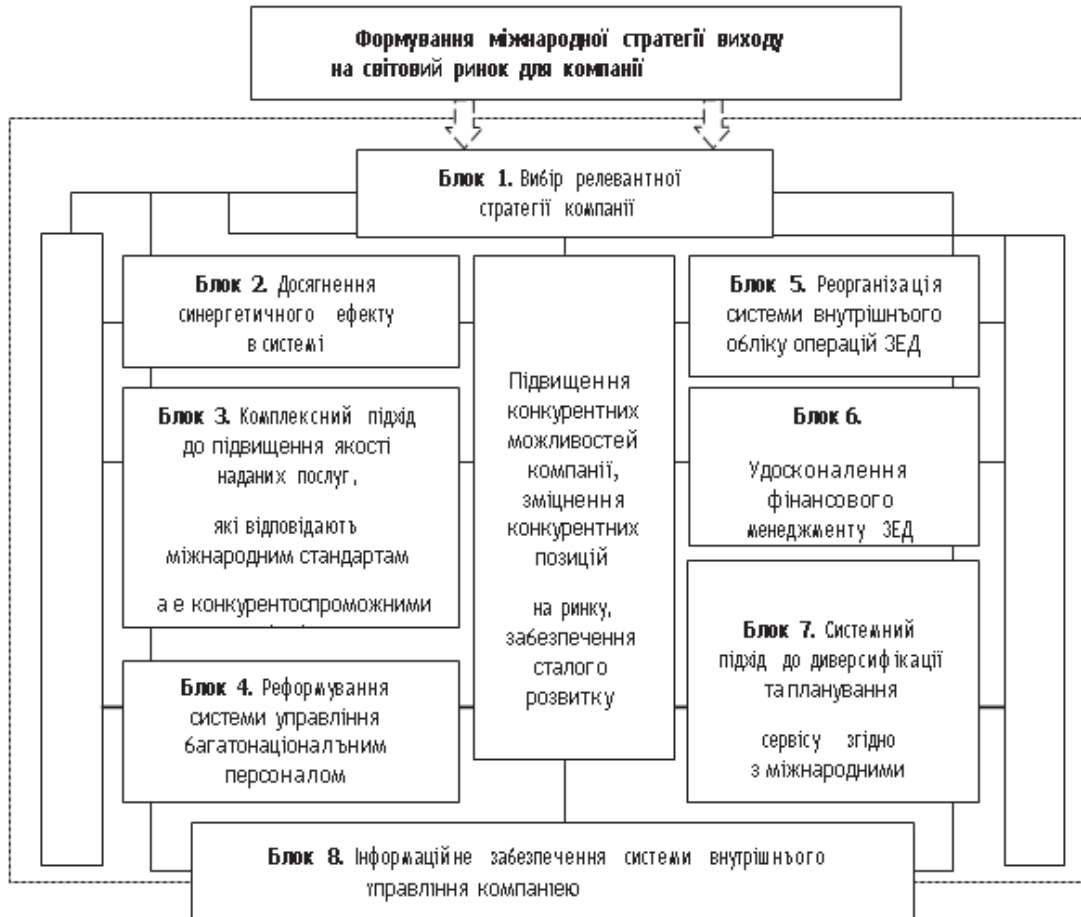 Формування міжнародної стратегії виходу
на світовий ринок для компанії
Блок 1. Вибір релевантної
стратегії компанії
Блок 2. Досягнення
синергетичного ефекту
в системі
Блок 3. Комплексний підхід
до підвищення якості
наданих послуг,
які відповідають
міжнародним стандартам
а е конкурентоспроможними
Блок 4. Реформування
системи управління
багатонаціональним
персоналом
Підвищення
конкурентних
можливостей
компанії,
зміцнення
конкурентних
позицій
на ринку,
забезпечення
сталого
розвитку
Блок 5. Реорганізація
системи внутрішнього
обліку операцій ЗЕД
Блок 6.
Удосконалення
фінансового
менеджменту ЗЕД
Блок 7. Системний
підхід до диверсифікації
та планування
сервісу згідно
з міжнародними
Блок 8. Інформаційне забезпечення системи внутрішнього
управління компанією